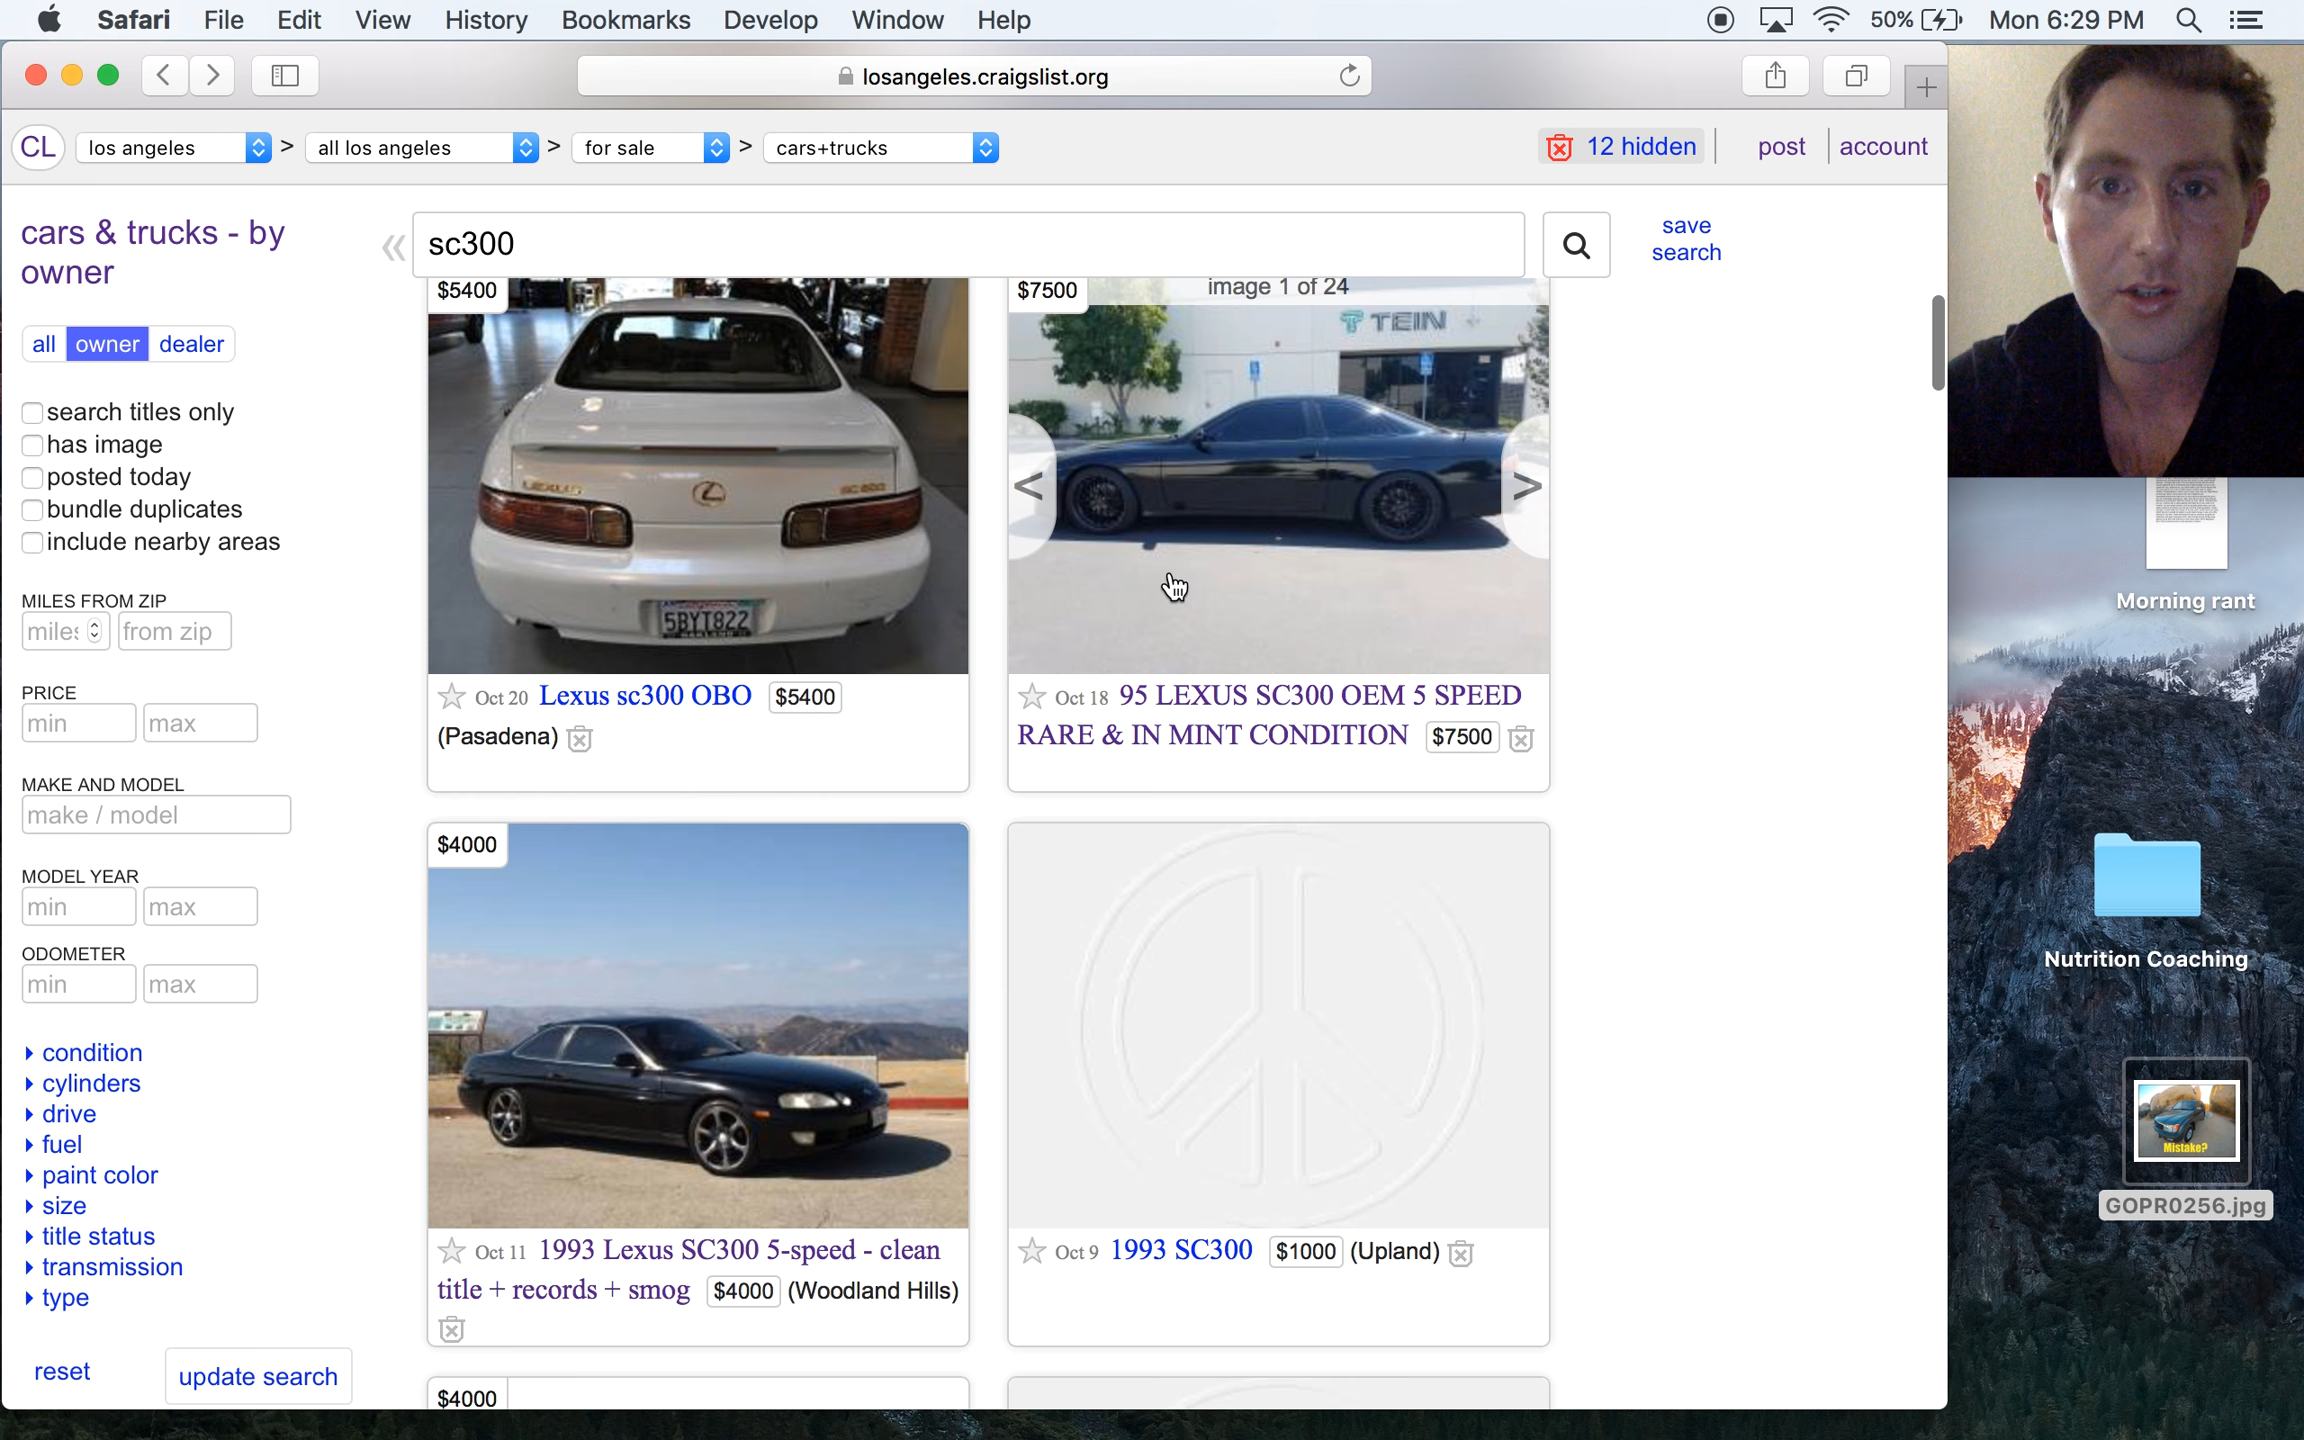 Safari File Edit View History Bookmarks Develop Window Help 50% Mon 6:29 PM
losangeles.craigslist.org
CL los angeles > all los angeles > for sale > cars+trucks 12 hidden post account
cars & trucks - by
owner
« sc300
save
search
all owner dealer
search titles only
has image
posted today
bundle duplicates
include nearby areas
MILES FROM ZIP
miles from zip
PRICE
min max
MAKE AND MODEL
make / model
MODEL YEAR
min max
ODOMETER
min max
condition
cylinders
drive
fuel
paint color
size
title status
transmission
type
reset update search
$5400
LEXUS
5BYT822
Oct 20 Lexus sc300 OBO $5400
(Pasadena)
$7500 image 1 of 24
TEIN
< >
Oct 18 95 LEXUS SC300 OEM 5 SPEED
RARE & IN MINT CONDITION $7500
$4000
Oct 11 1993 Lexus SC300 5-speed - clean
title + records + smog $4000 (Woodland Hills)
Oct 9 1993 SC300 $1000 (Upland)
$4000
Morning rant
Nutrition Coaching
Mistake?
GOPR0256.jpg